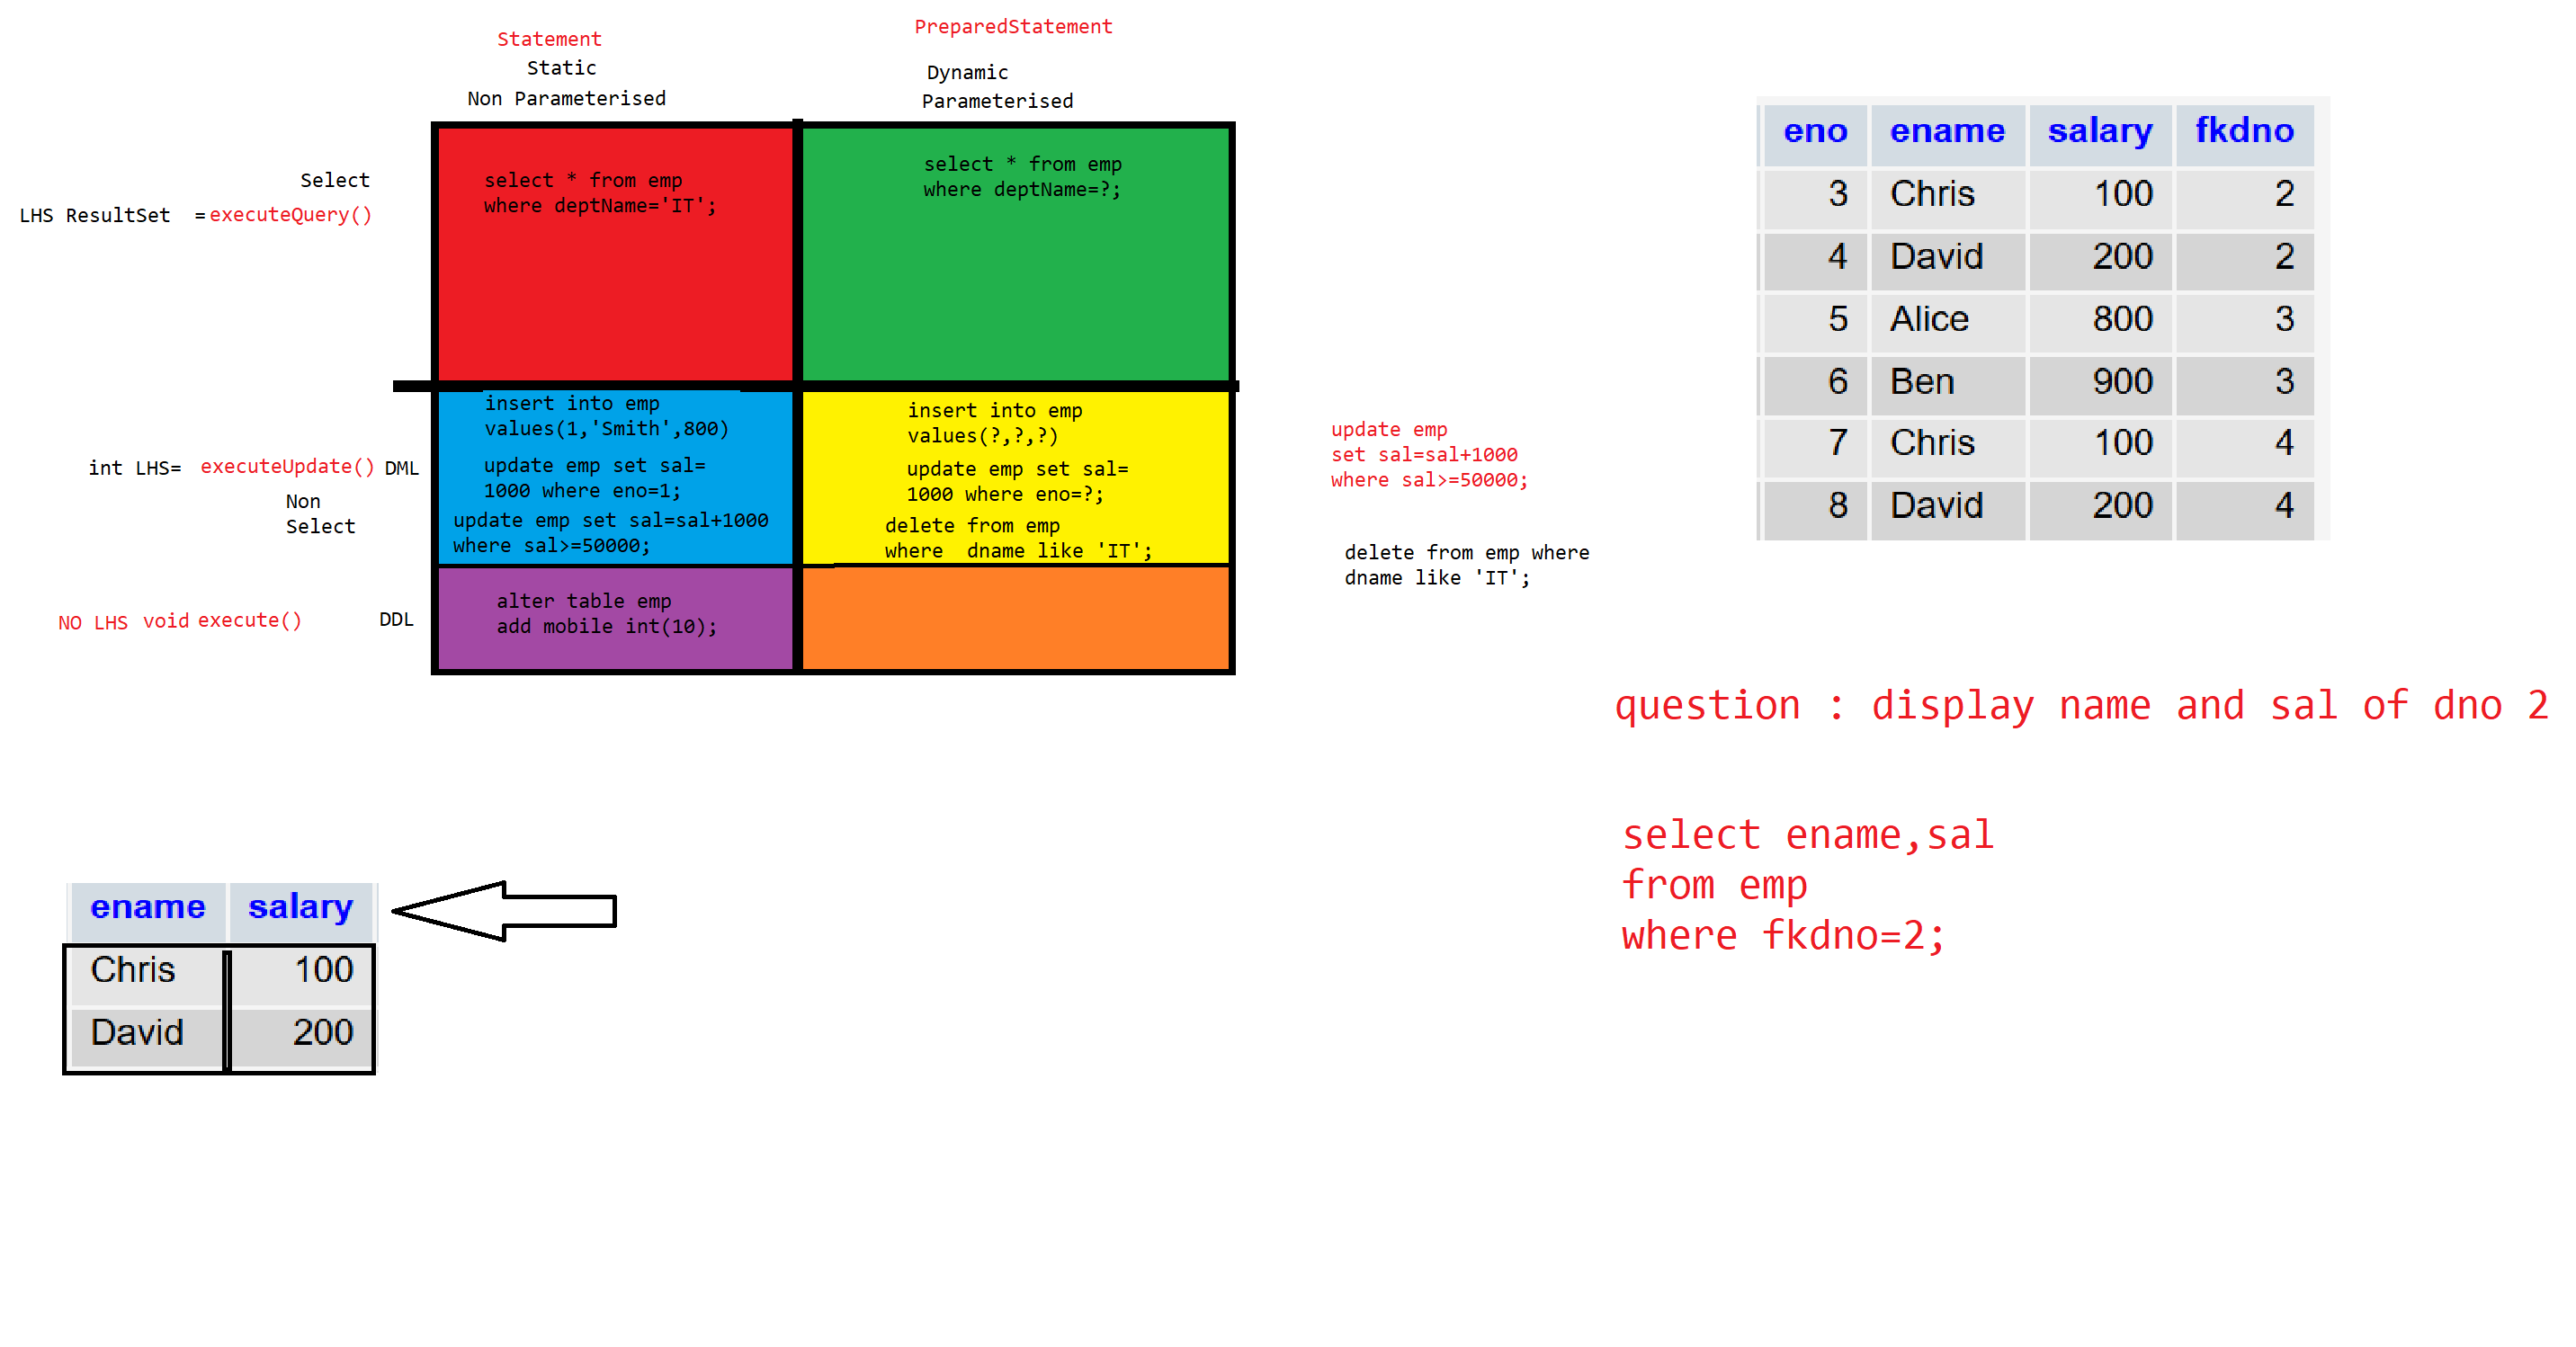 Statement
Static
Non Parameterised
PreparedStatement
Dynamic
Parameterised
Select
LHS ResultSet =executeQuery()
select * from emp
where deptName='IT';
select * from emp
where deptName=?;
int LHS= executeUpdate() DML
Non
Select
insert into emp
values(1,'Smith',800)
update emp set sal=
1000 where eno=1;
update emp set sal=sal+1000
where sal>=50000;
insert into emp
values(?,?,?)
update emp set sal=
1000 where eno=?;
delete from emp
where dname like 'IT';
NO LHS void execute() DDL
alter table emp
add mobile int(10);
update emp
set sal=sal+1000
where sal>=50000;
delete from emp where
dname like 'IT';
eno ename salary fkdno
3 Chris 100 2
4 David 200 2
5 Alice 800 3
6 Ben 900 3
7 Chris 100 4
8 David 200 4
question : display name and sal of dno 2
select ename,sal
from emp
where fkdno=2;
ename salary
Chris 100
David 200